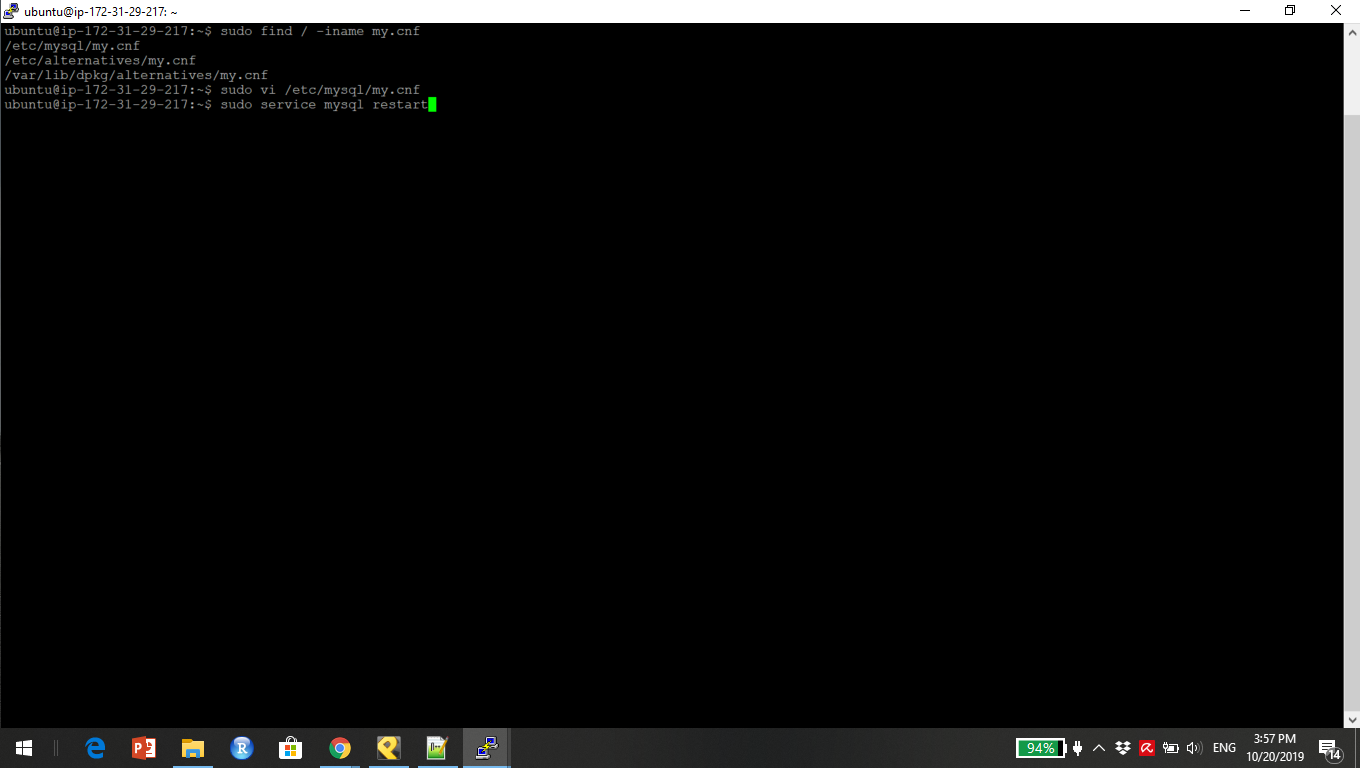 ubuntu@ip-172-31-29-217: ~
ubuntu@ip-172-31-29-217:~$ sudo find / -iname my.cnf
/etc/mysql/my.cnf
/etc/alternatives/my.cnf
/var/lib/dpkg/alternatives/my.cnf
ubuntu@ip-172-31-29-217:~$ sudo vi /etc/mysql/my.cnf
ubuntu@ip-172-31-29-217:~$ sudo service mysql restart
94%
ENG
3:57 PM
10/20/2019
14